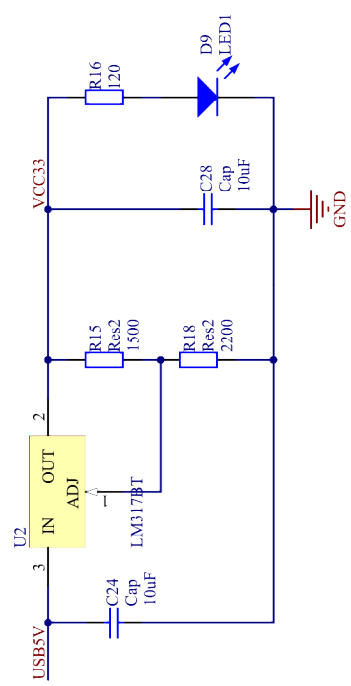 USB5V
U2
3
IN
OUT
2
ADJ
1
LM317BT
C24
Cap
10uF
VCC33
R15
Res2
1500
R18
Res2
2200
C28
Cap
10uF
R16
120
D9
LED1
GND